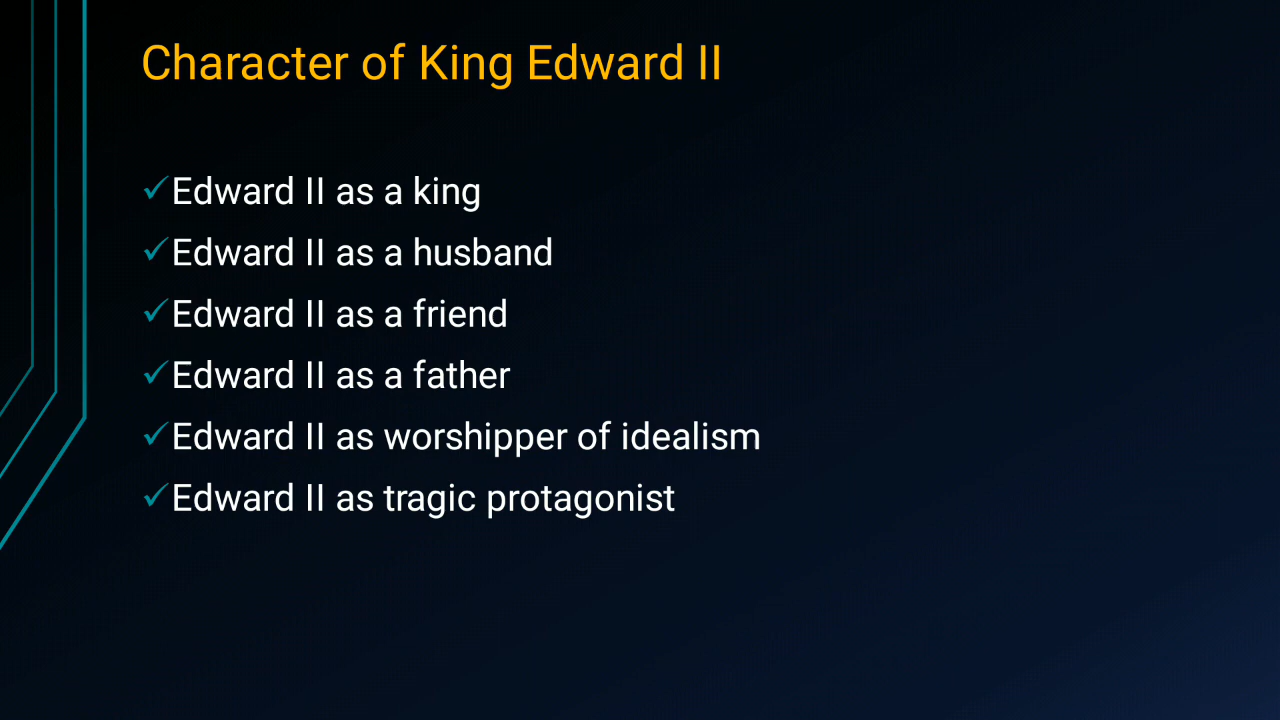 Character of King Edward II
✓Edward II as a king
✓Edward II as a husband
✓Edward II as a friend
✓Edward II as a father
✓Edward II as worshipper of idealism
✓Edward II as tragic protagonist